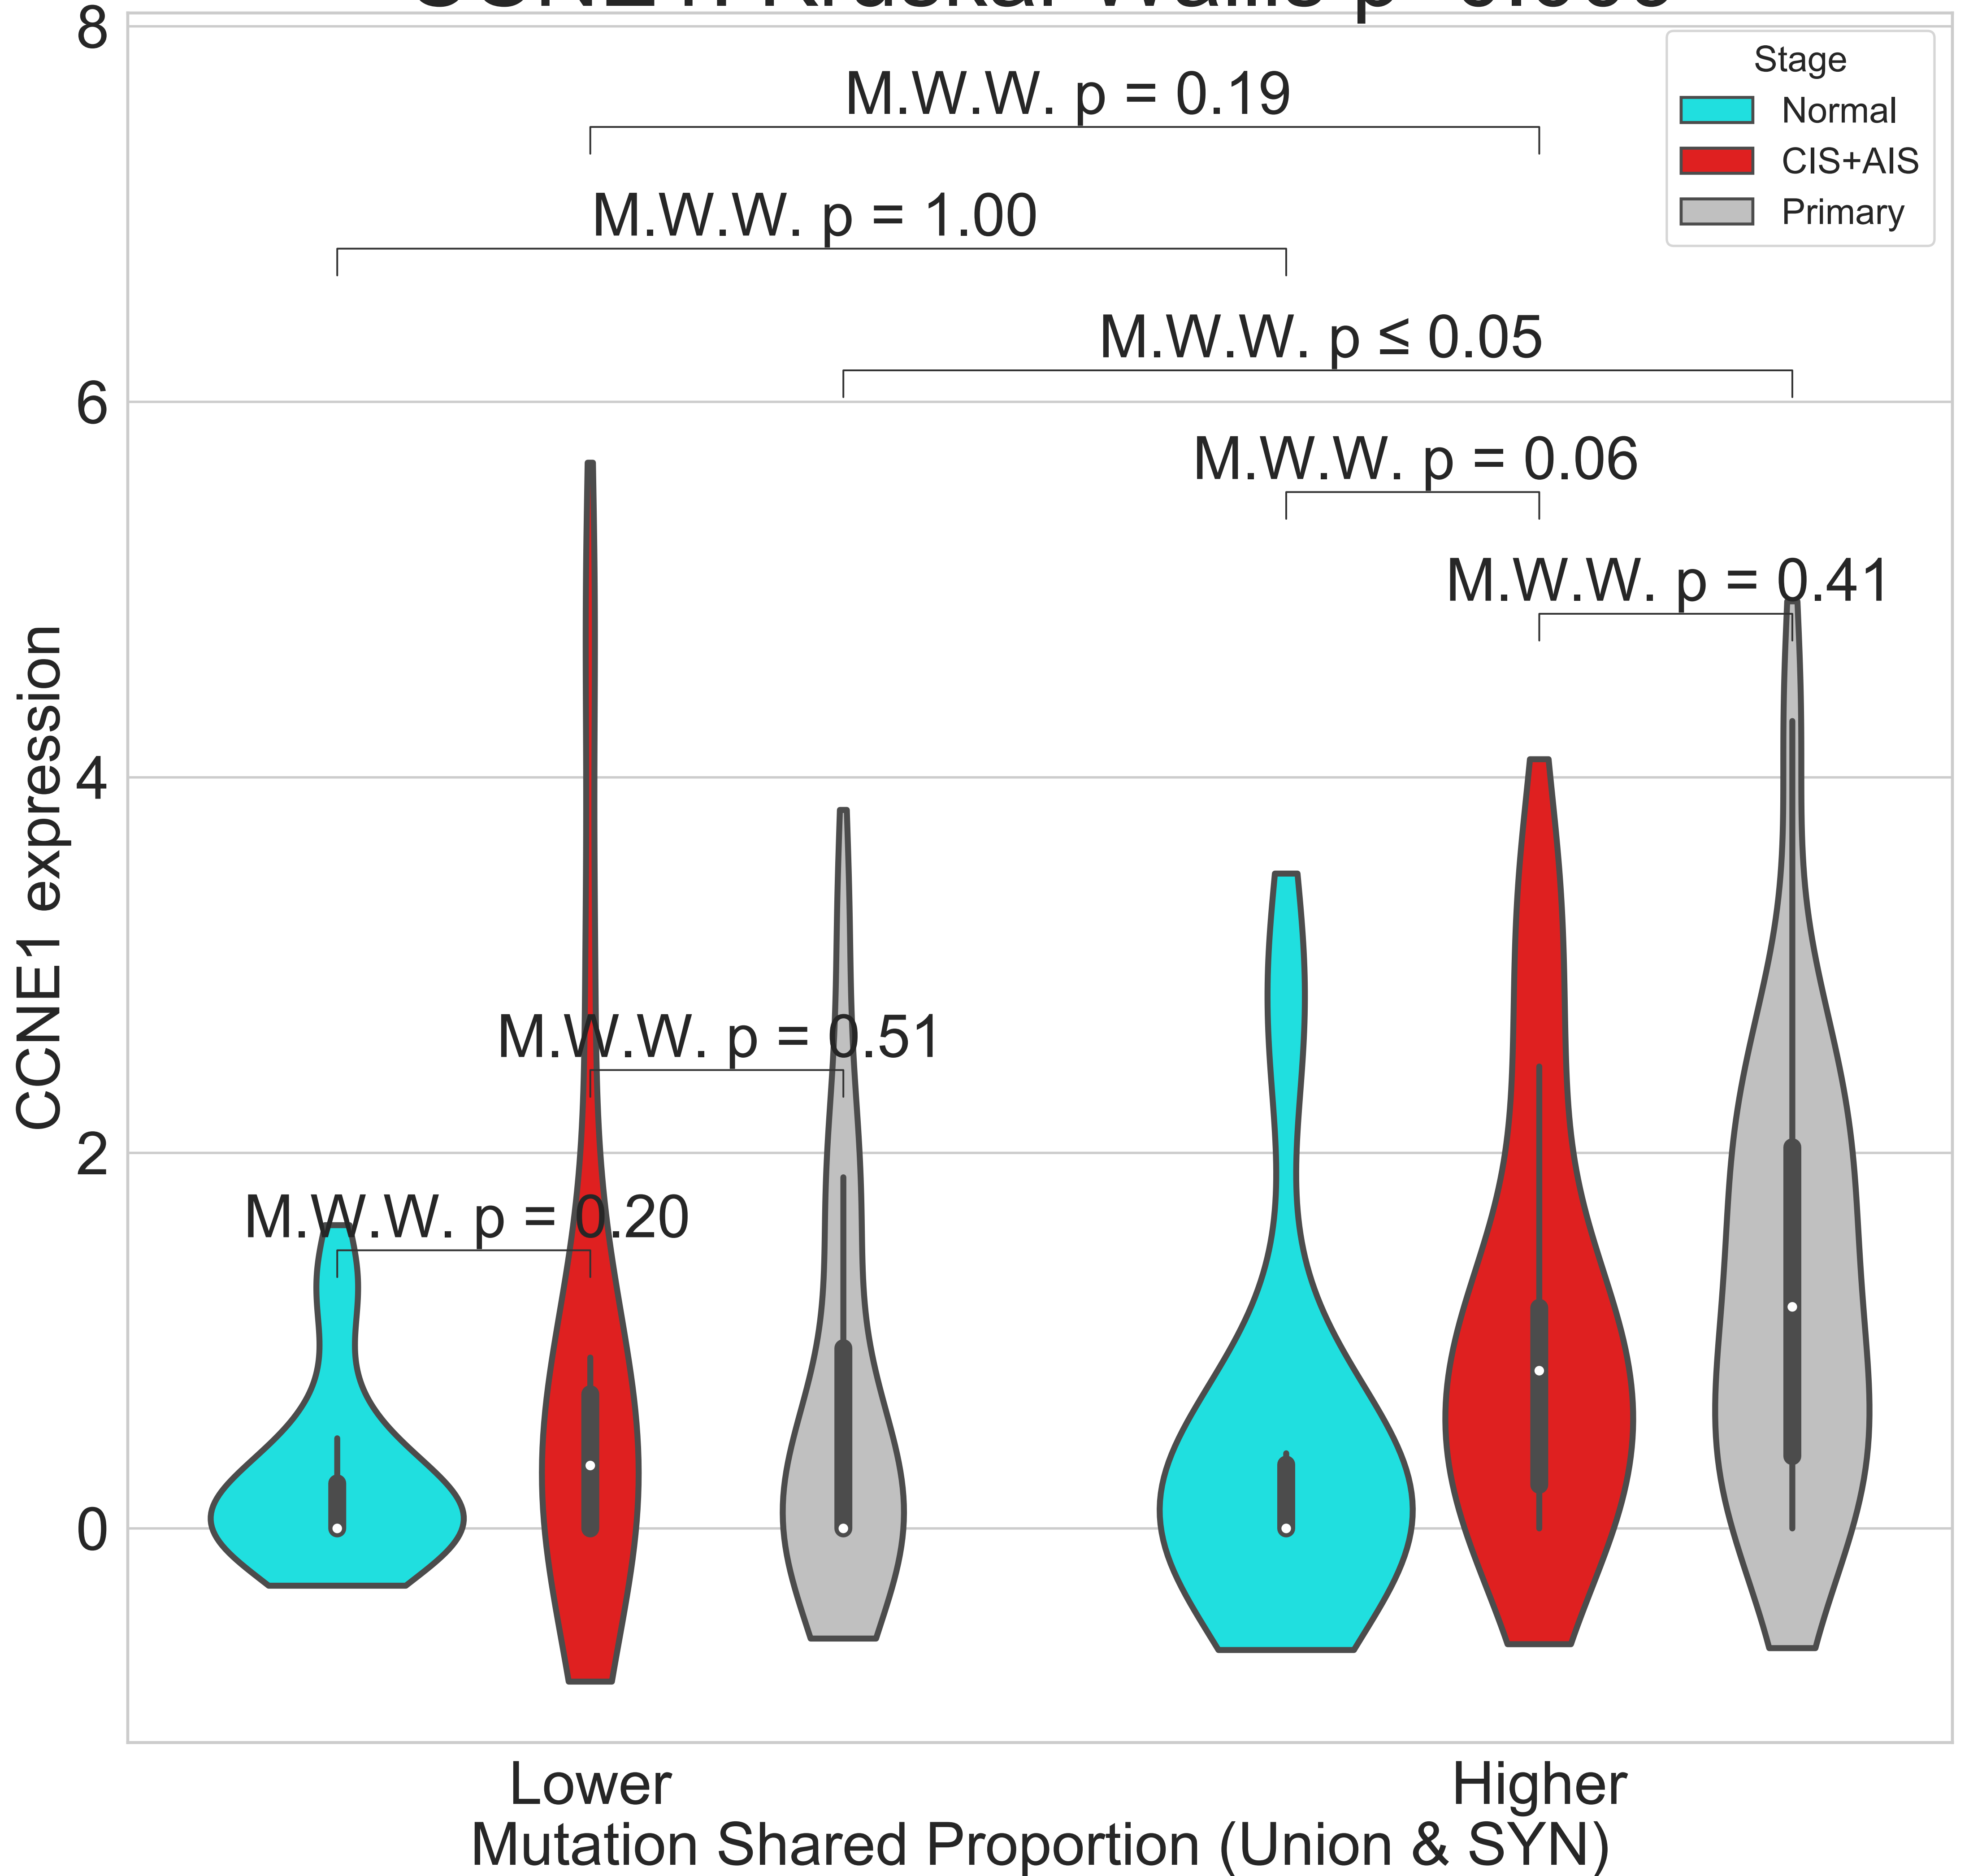 8
M.W.W. p = 0.19
Stage
Normal
CIS+AIS
Primary
M.W.W. p = 1.00
M.W.W. p ≤ 0.05
6
M.W.W. p = 0.06
M.W.W. p = 0.41
4
CCNE1 expression
M.W.W. p = 0.51
2
M.W.W. p = 0.20
0
Lower
Higher
Mutation Shared Proportion (Union & SYN)